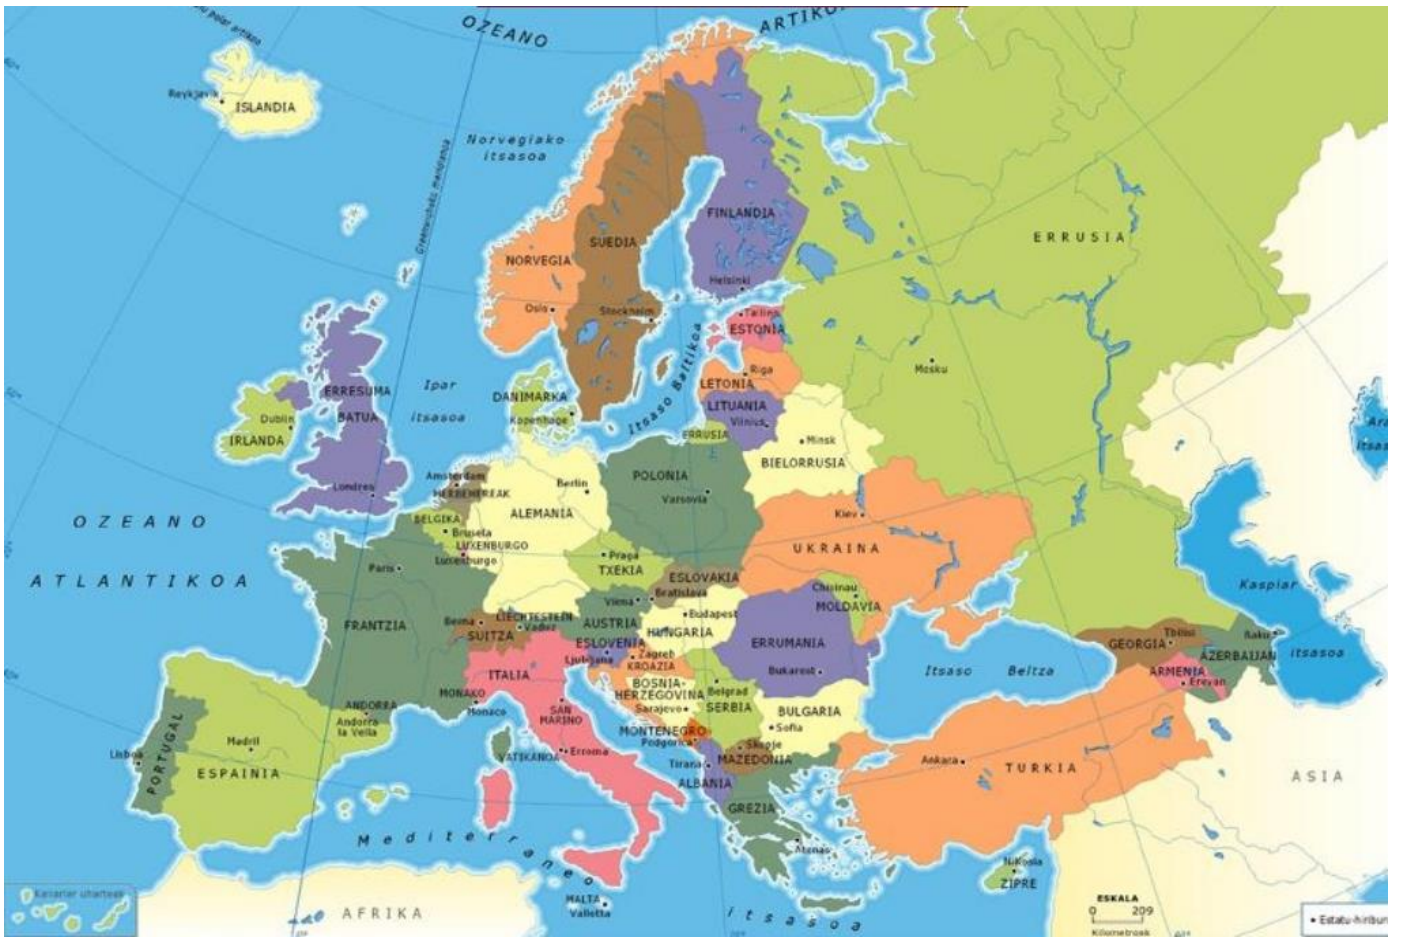 OZEANO
Reykjavik
ISLANDIA
Norvegiako
itsasoa
Greenwicheko meridianoa
FINLANDIA
SUEDIA
NORVEGIA
ERRUSIA
Helsinki
Oslo
Stockholm
Tallinn
ESTONIA
Riga
LETONIA
Mosku
Ipar
itsasoa
Itsaso Baltikoa
DANIMARKA
Kopenhage
LITUANIA
Vilnius
ERRUSIA
Minsk
BIELORRUSIA
ERRESUMA
BATUA
Dublin
IRLANDA
Londres
Amsterdam
HERBEHEREAK
Berlin
ALEMANIA
POLONIA
Varsovia
BELGIKA
Brusela
LUXENBURGO
Luxenburgo
Kiev
UKRAINA
OZEANO
ATLANTIKOA
Paris
FRANTZIA
Praga
TXEKIA
ESLOVAKIA
Bratislava
Viena
AUSTRIA
Budapest
HUNGARIA
Chisinau
MOLDAVIA
Berna
SUITZA
LIECHTESTEIN
Vaduz
ESLOVENIA
Ljubljana
Zagreb
KROAZIA
ERRUMANIA
Bukarest
Kaspiar
itsasoa
Itsaso Beltza
GEORGIA
Tbilisi
Baku
AZERBAIJAN
ARMENIA
Erevan
ITALIA
MONAKO
Monaco
SAN
MARINO
BOSNIA-
HERZEGOVINA
Sarajevo
Belgrad
SERBIA
BULGARIA
Sofia
ANDORRA
Andorra
la Vella
VATIKANOA
Erroma
MONTENEGRO
Podgorica
Skopje
MAZEDONIA
Tirana
ALBANIA
GREZIA
Atenas
Ankara
TURKIA
ASIA
Lisboa
PORTUGAL
Madril
ESPAINIA
Mediterraneo
itsasoa
MALTA
Valletta
AFRIKA
Kanariar uharteak
ZIPRE
ESKALA
0 209
Kilometroak